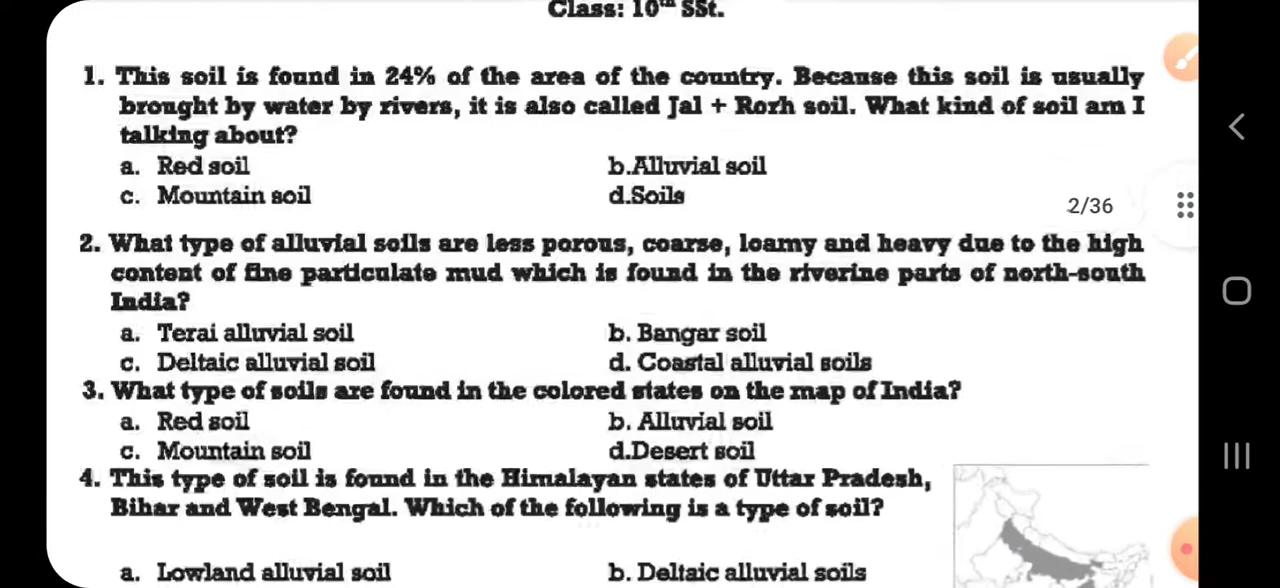 Class: 10th SSt.
1. This soil is found in 24% of the area of the country. Because this soil is usually
brought by water by rivers, it is also called Jal + Rorh soil. What kind of soil am I
talking about?
a. Red soil b.Alluvial soil
c. Mountain soil d.Soils
2/36
2. What type of alluvial soils are less porous, coarse, loamy and heavy due to the high
content of fine particulate mud which is found in the riverine parts of north-south
India?
a. Terai alluvial soil b. Bangar soil
c. Deltaic alluvial soil d. Coastal alluvial soils
3. What type of soils are found in the colored states on the map of India?
a. Red soil b. Alluvial soil
c. Mountain soil d.Desert soil
4. This type of soil is found in the Himalayan states of Uttar Pradesh,
Bihar and West Bengal. Which of the following is a type of soil?
a. Lowland alluvial soil b. Deltaic alluvial soils